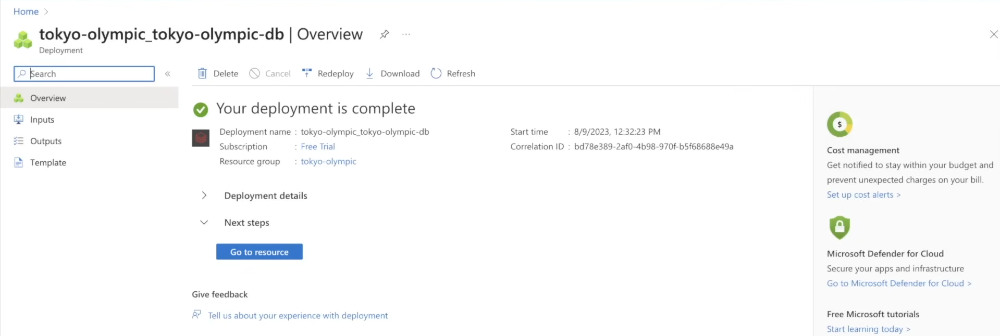 Home >
tokyo-olympic_tokyo-olympic-db | Overview ...
Deployment
Search «
Delete Cancel Redeploy Download Refresh
Overview
Inputs
Outputs
Template
Your deployment is complete
Deployment name : tokyo-olympic_tokyo-olympic-db
Subscription : Free Trial
Resource group : tokyo-olympic
Start time : 8/9/2023, 12:32:23 PM
Correlation ID : bd78e389-2af0-4b98-970f-b5f68688e49a
Deployment details
Next steps
Go to resource
Give feedback
Tell us about your experience with deployment
$
Cost management
Get notified to stay within your budget and
prevent unexpected charges on your bill.
Set up cost alerts >
Microsoft Defender for Cloud
Secure your apps and infrastructure
Go to Microsoft Defender for Cloud >
Free Microsoft tutorials
Start learning today >